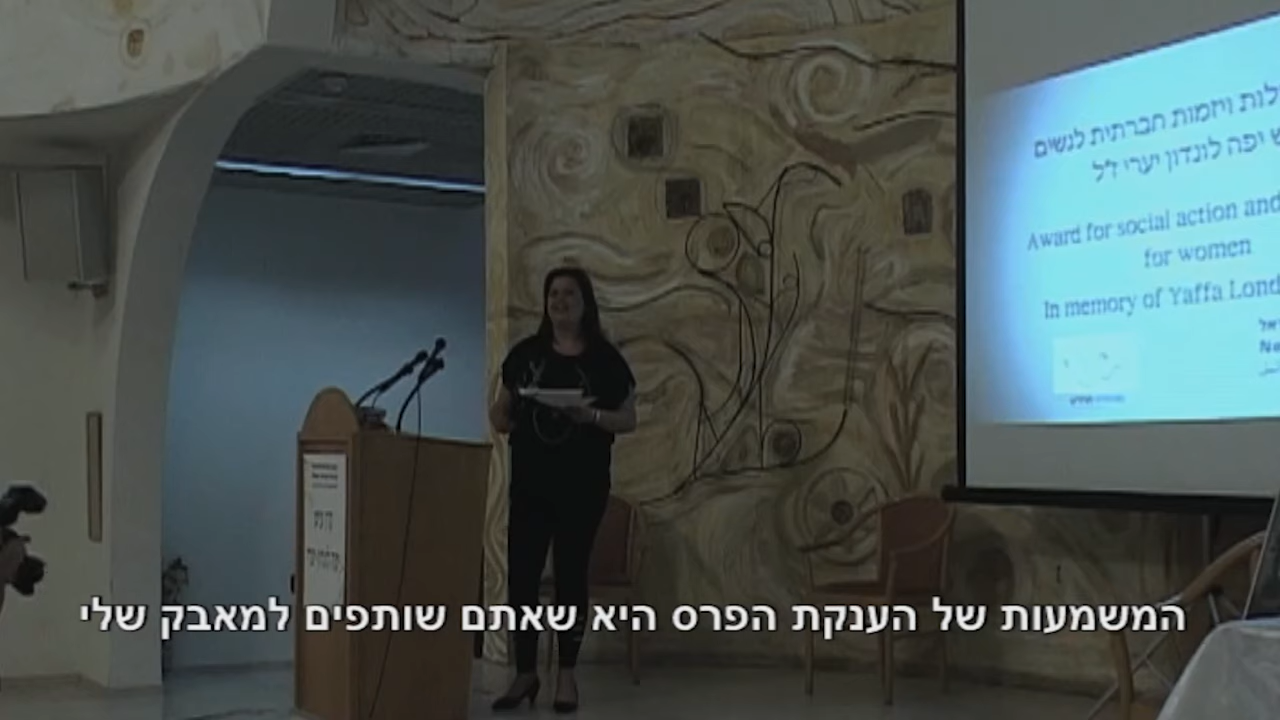 לות ויזמות חברתית לנשים
ש יפה לונדון יערי ז"ל
Award for social action and
for women
In memory of Yaffa Lond
המשמעות של הענקת הפרס היא שאתם שותפים למאבק שלי